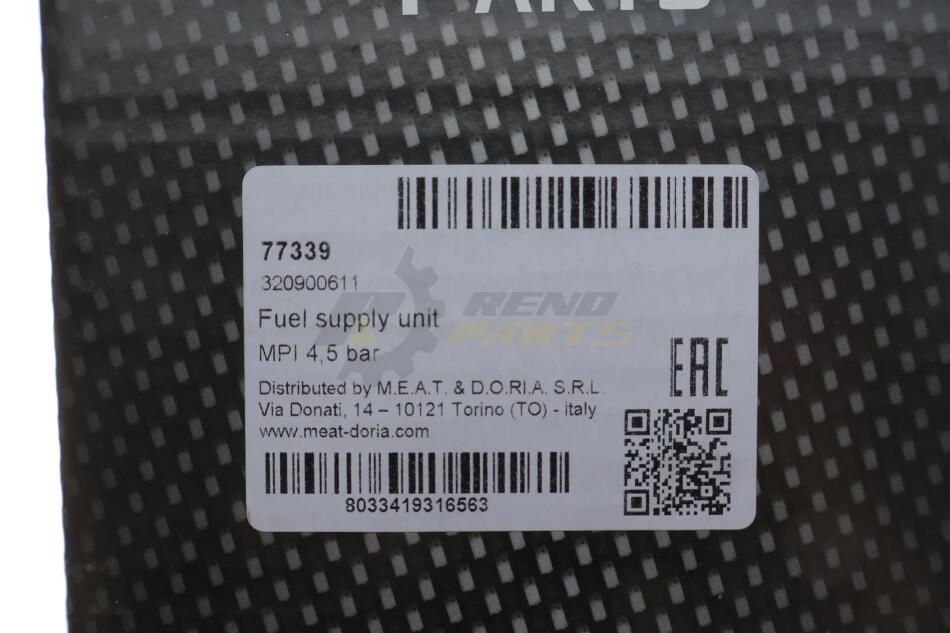 PARTS
77339
320900611
Fuel supply unit
MPI 4,5 bar
RENO
PARTS
EAC
Distributed by M.E.A.T. & D.O.R.I.A. S.R.L.
Via Donati, 14 – 10121 Torino (TO) - Italy
www.meat-doria.com
8033419316563